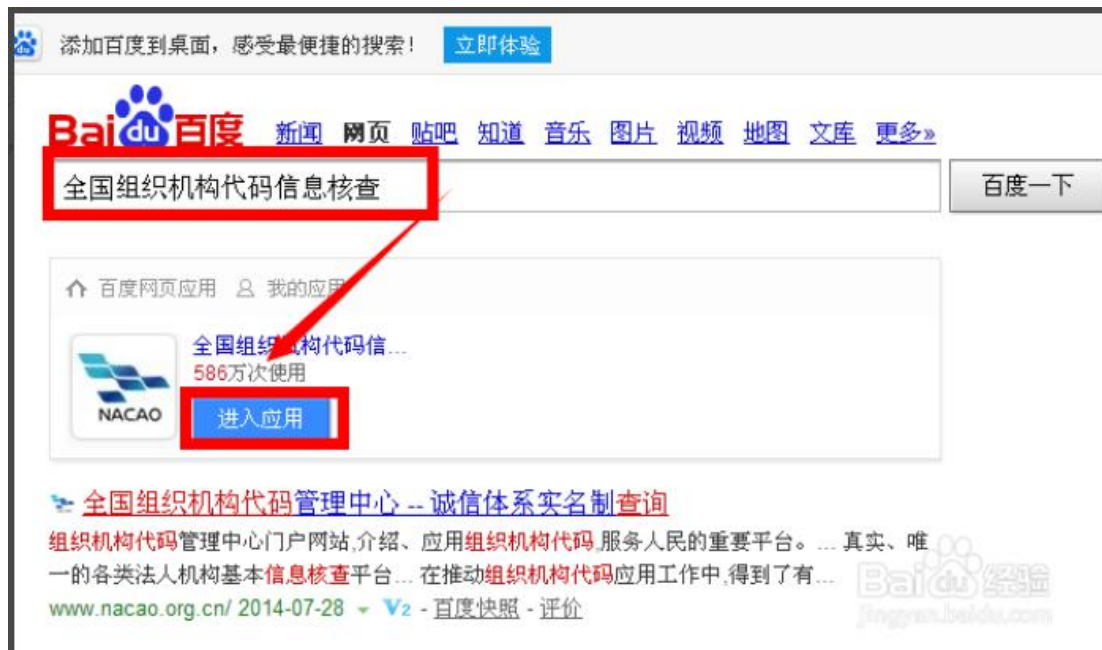 添加百度到桌面，感受最便捷的搜索！ 立即体验
Bai du 百度 新闻 网页 贴吧 知道 音乐 图片 视频 地图 文库 更多»
全国组织机构代码信息核查 百度一下
百度网页应用 我的应用
全国组织机构代码信...
586万次使用
NACAO 进入应用
全国组织机构代码管理中心 -- 诚信体系实名制查询
组织机构代码管理中心门户网站,介绍、应用组织机构代码,服务人民的重要平台。... 真实、唯
一的各类法人机构基本信息核查平台... 在推动组织机构代码应用工作中,得到了有...
www.nacao.org.cn/ 2014-07-28 V2 - 百度快照 - 评价
Bai du 经验
jingyan.baidu.com